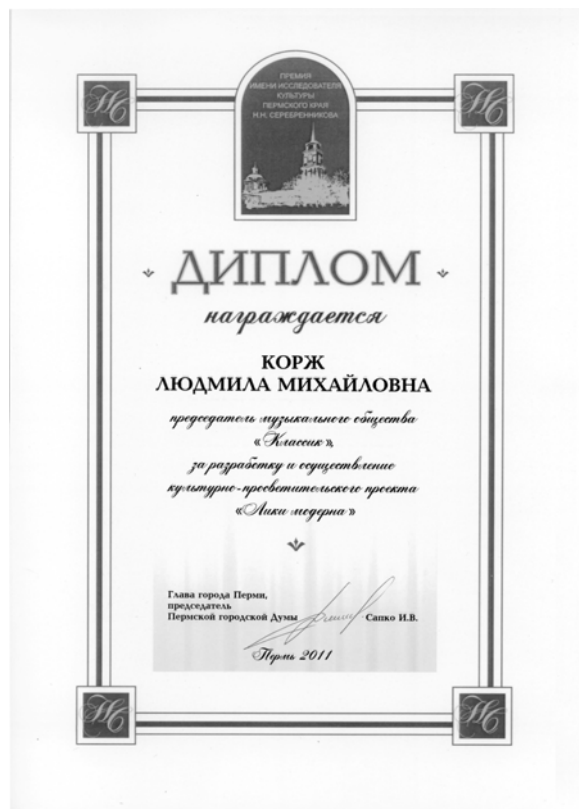 ПРЕМИЯ
ИМЕНИ ИССЛЕДОВАТЕЛЯ
КУЛЬТУРЫ
ПЕРМСКОГО КРАЯ
Н.Н. СЕРЕБРЕННИКОВА
ДИПЛОМ
награждается
КОРЖ
ЛЮДМИЛА МИХАЙЛОВНА
председатель музыкального общества
«Классик»,
за разработку и осуществление
культурно-просветительского проекта
«Лики модерна»
Глава города Перми,
председатель
Пермской городской Думы Сапко И.В.
Пермь 2011